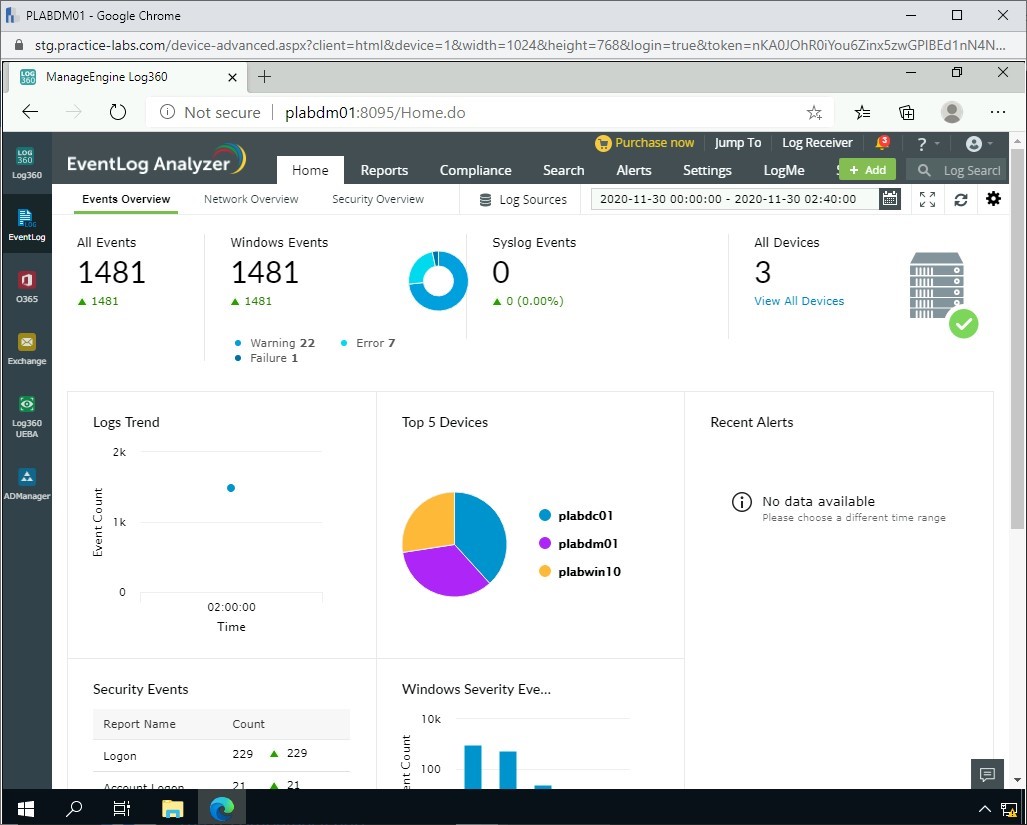 PLABDM01 - Google Chrome
stg.practice-labs.com/device-advanced.aspx?client=html&device=1&width=1024&height=768&login=true&token=nKA0JOhR0iYou6Zinx5zwGPIBEd1nN4N...
LOG 360 ManageEngine Log360
Not secure plabdm01:8095/Home.do
LOG 360
Log360
LOG
EventLog
O365
Exchange
Log360 UEBA
ADManager
EventLog Analyzer
Purchase now Jump To Log Receiver 3 ?
Home Reports Compliance Search Alerts Settings LogMe + Add Log Search
Events Overview Network Overview Security Overview Log Sources 2020-11-30 00:00:00 - 2020-11-30 02:40:00
All Events
1481
1481
Windows Events
1481
1481
Warning 22 Error 7
Failure 1
Syslog Events
0
0 (0.00%)
All Devices
3
View All Devices
Logs Trend
2k
1k
0
Event Count
02:00:00
Time
Top 5 Devices
plabdc01
plabdm01
plabwin10
Recent Alerts
No data available
Please choose a different time range
Security Events
Report Name Count
Logon 229 229
Account Logon 21 21
Windows Severity Eve...
10k
100